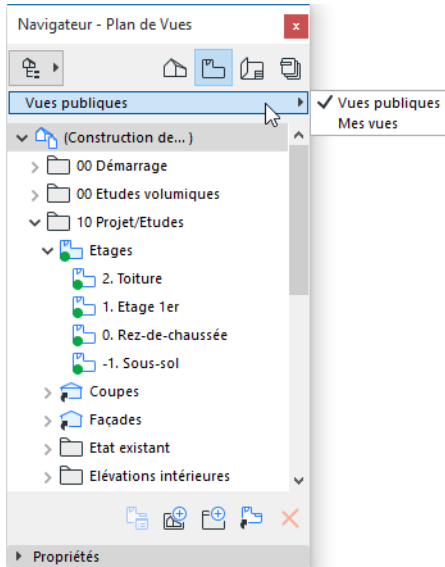 Navigateur - Plan de Vues
Vues publiques
Vues publiques
Mes vues
(Construction de... )
00 Démarrage
00 Etudes volumiques
10 Projet/Etudes
Etages
2. Toiture
1. Etage 1er
0. Rez-de-chaussée
-1. Sous-sol
Coupes
Façades
Etat existant
Elévations intérieures
Propriétés